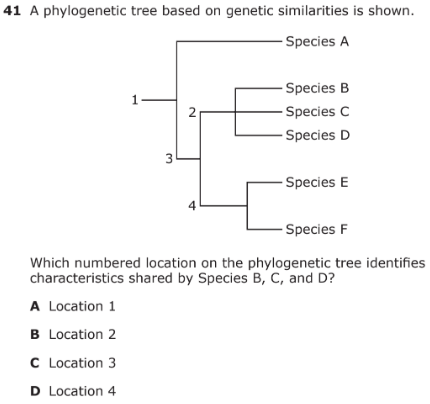 41 A phylogenetic tree based on genetic similarities is shown.
Species A
Species B
1
2
Species C
Species D
3
Species E
4
Species F
Which numbered location on the phylogenetic tree identifies
characteristics shared by Species B, C, and D?
A Location 1
B Location 2
C Location 3
D Location 4